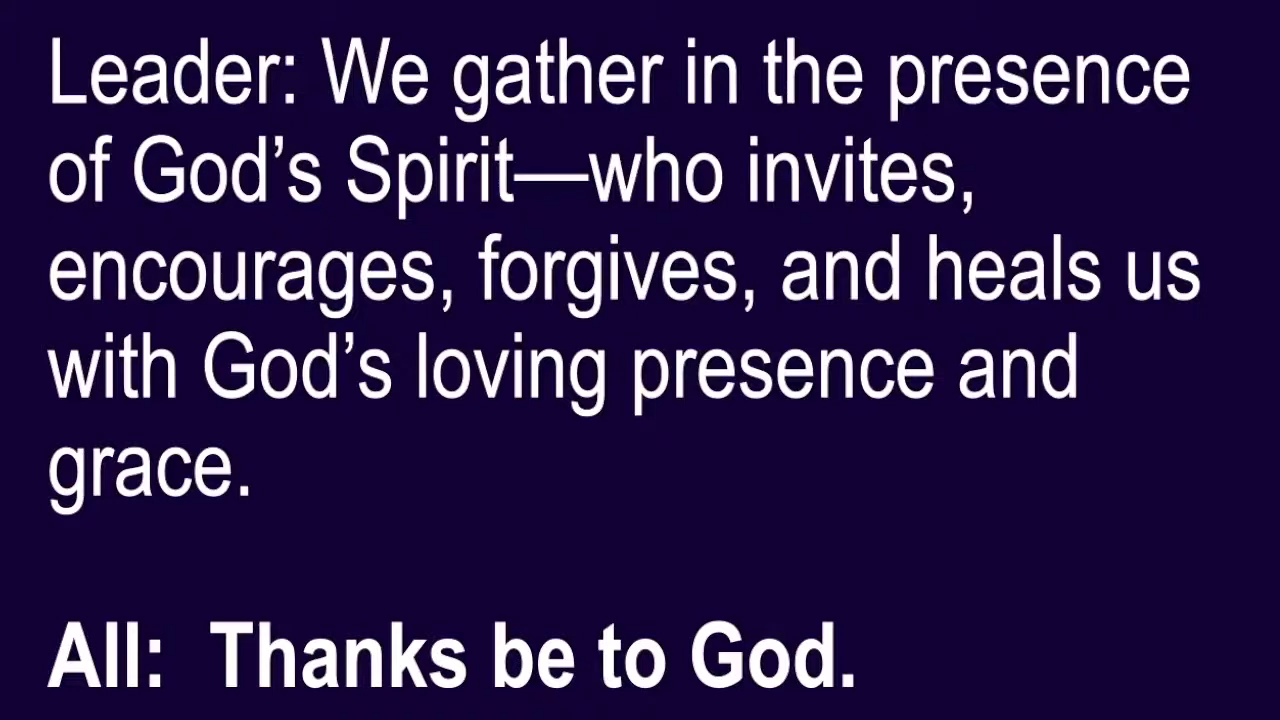 Leader: We gather in the presence
of God’s Spirit—who invites,
encourages, forgives, and heals us
with God’s loving presence and
grace.
All:  Thanks be to God.